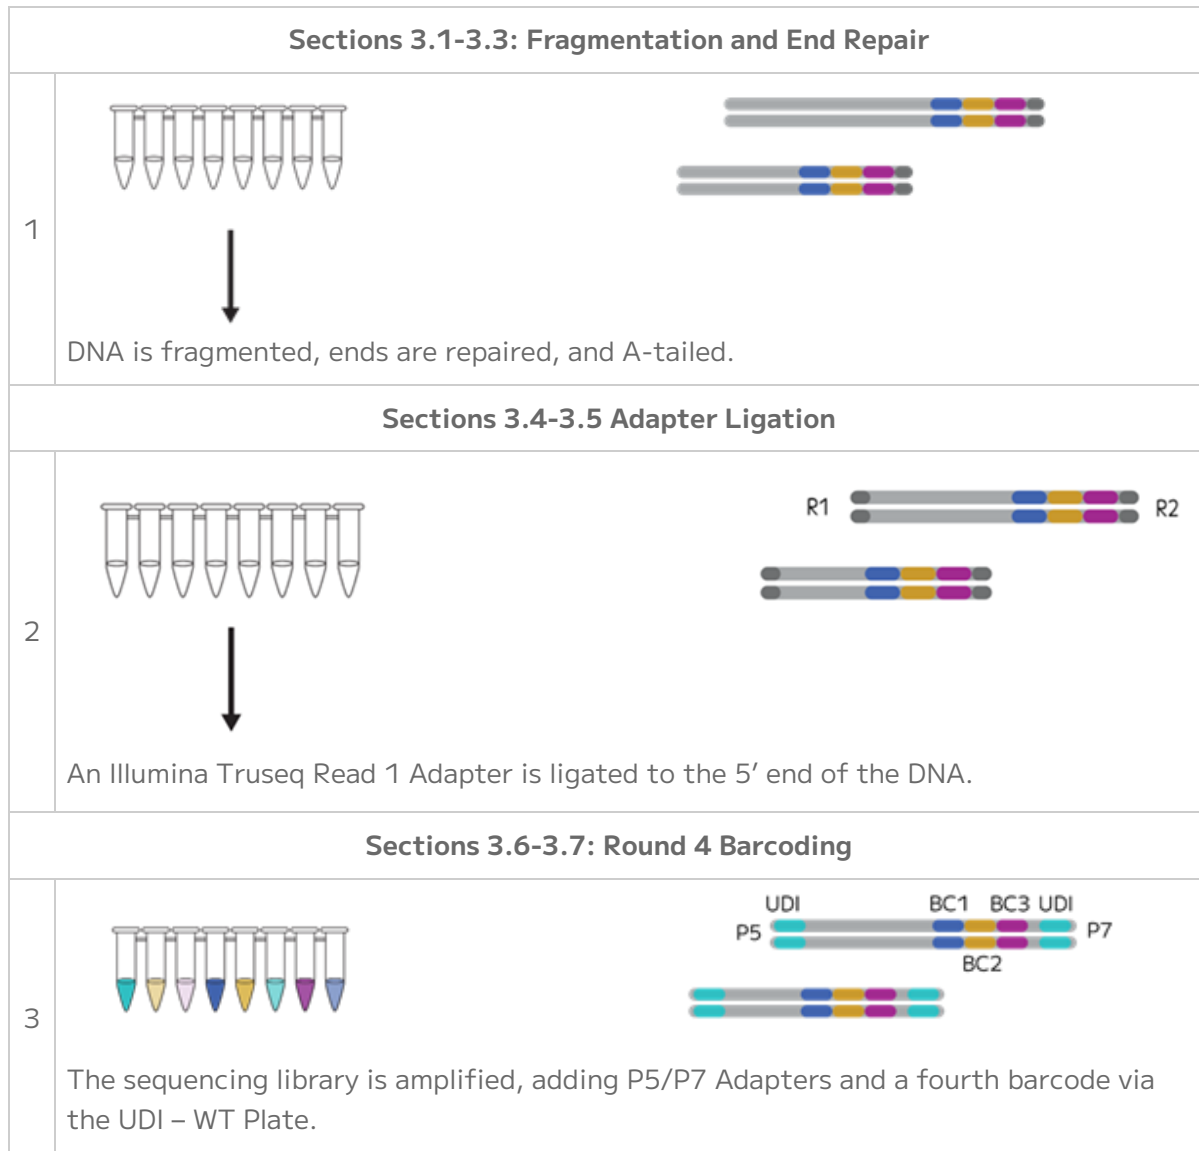 Sections 3.1-3.3: Fragmentation and End Repair
1
DNA is fragmented, ends are repaired, and A-tailed.
Sections 3.4-3.5 Adapter Ligation
R1
R2
2
An Illumina Truseq Read 1 Adapter is ligated to the 5’ end of the DNA.
Sections 3.6-3.7: Round 4 Barcoding
UDI BC1 BC3 UDI
P5 P7
BC2
3
The sequencing library is amplified, adding P5/P7 Adapters and a fourth barcode via
the UDI – WT Plate.